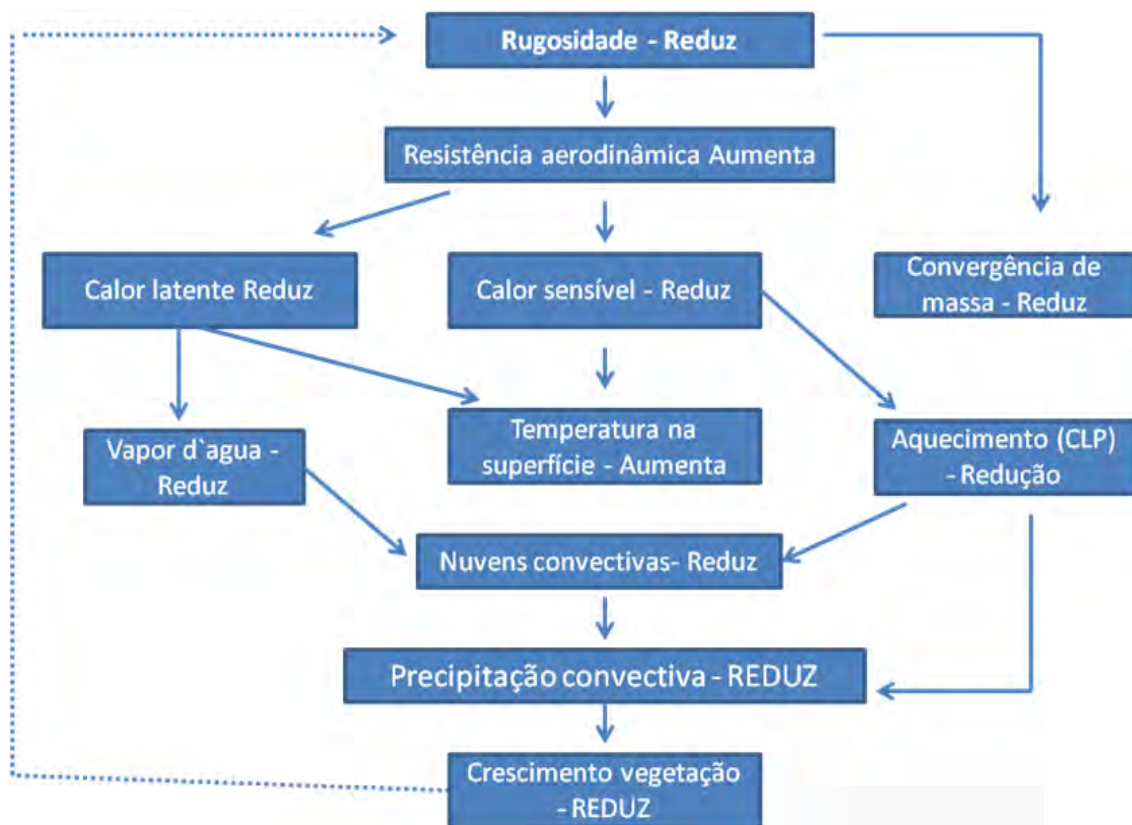 Rugosidade - Reduz
Resistência aerodinâmica Aumenta
Calor latente Reduz
Calor sensível - Reduz
Convergência de
massa - Reduz
Vapor d`agua -
Reduz
Temperatura na
superfície - Aumenta
Aquecimento (CLP)
- Redução
Nuvens convectivas- Reduz
Precipitação convectiva - REDUZ
Crescimento vegetação
- REDUZ